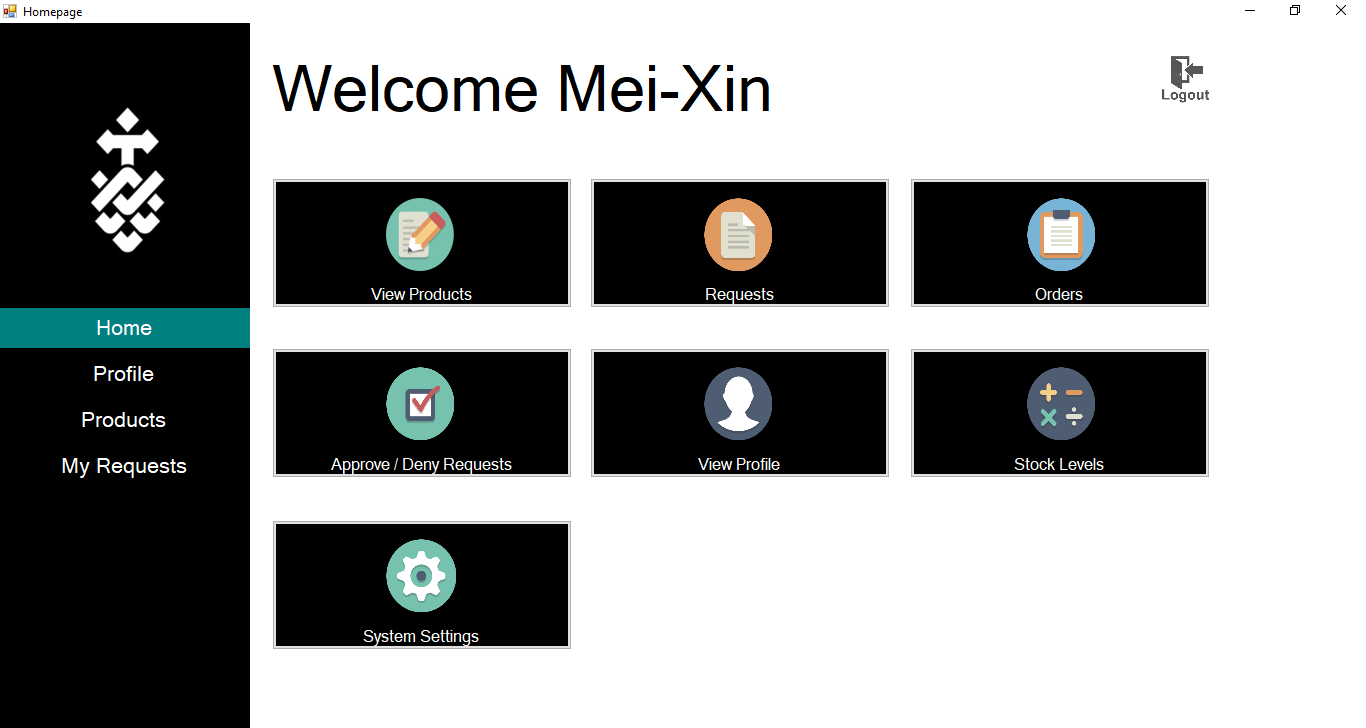 Homepage
Welcome Mei-Xin
Logout
Home
Profile
Products
My Requests
View Products
Requests
Orders
Approve / Deny Requests
View Profile
Stock Levels
System Settings